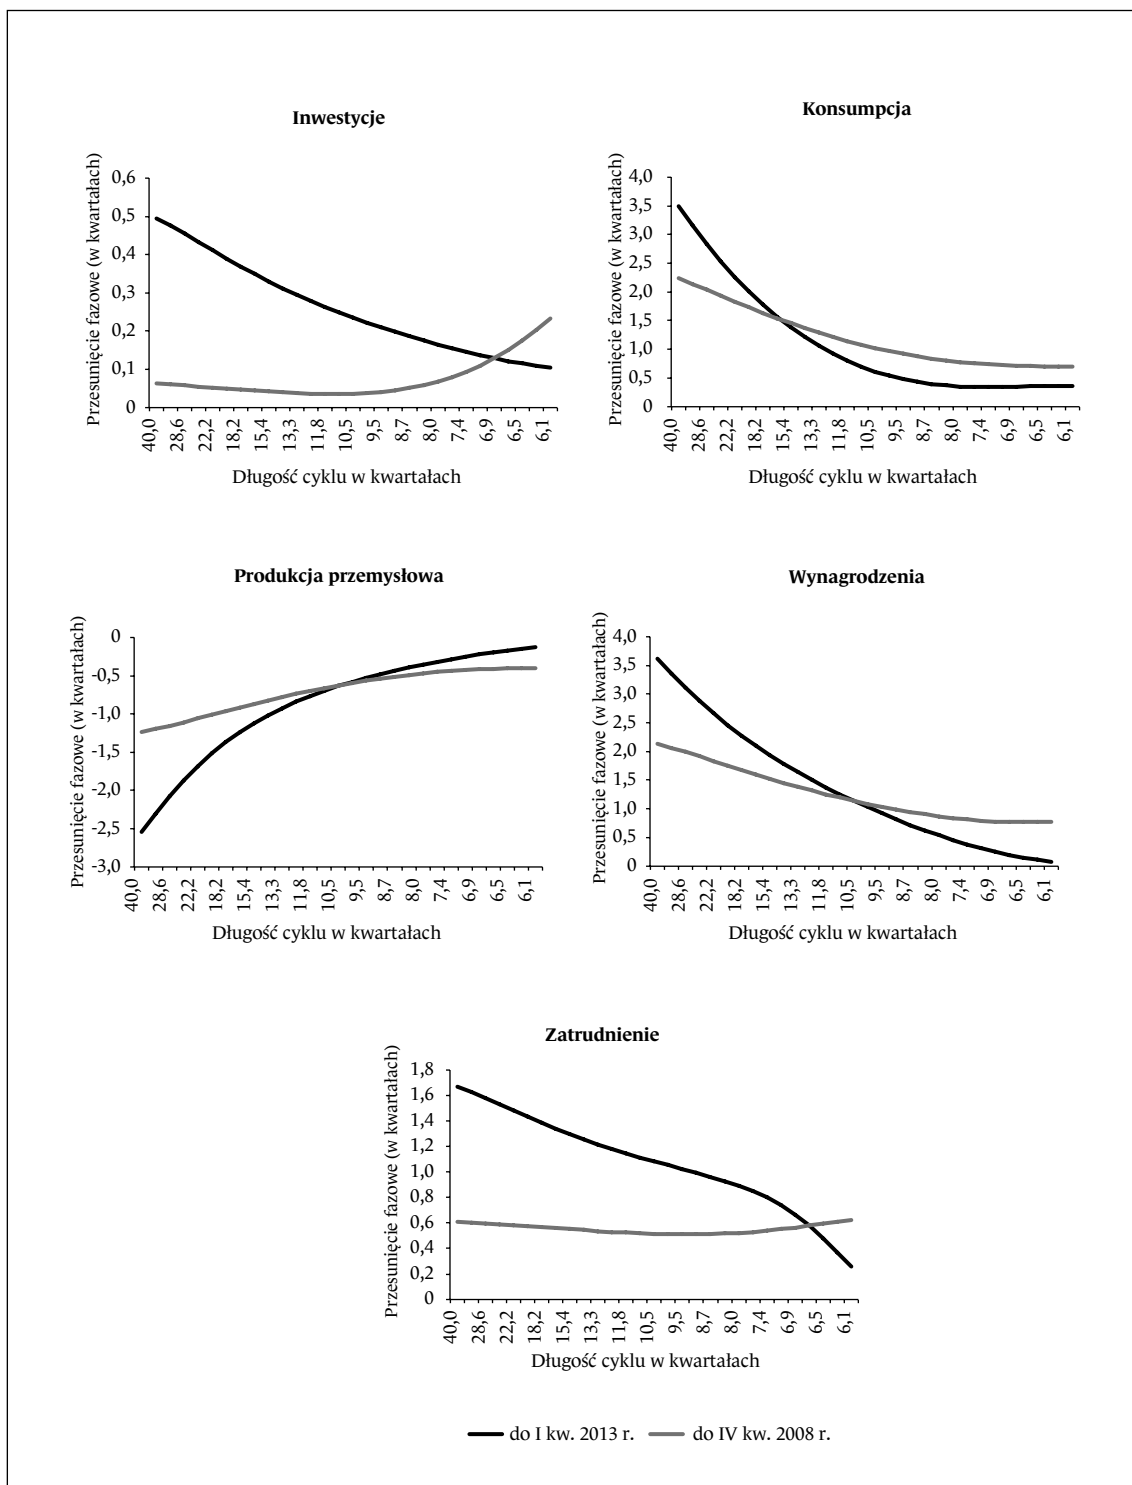 Inwestycje
Przesunięcie fazowe (w kwartałach)
0,6
0,5
0,4
0,3
0,2
0,1
0
40,0 28,6 22,2 18,2 15,4 13,3 11,8 10,5 9,5 8,7 8,0 7,4 6,9 6,5 6,1
Długość cyklu w kwartałach
Konsumpcja
Przesunięcie fazowe (w kwartałach)
4,0
3,5
3,0
2,5
2,0
1,5
1,0
0,5
0
40,0 28,6 22,2 18,2 15,4 13,3 11,8 10,5 9,5 8,7 8,0 7,4 6,9 6,5 6,1
Długość cyklu w kwartałach
Produkcja przemysłowa
Przesunięcie fazowe (w kwartałach)
0
-0,5
-1,0
-1,5
-2,0
-2,5
-3,0
40,0 28,6 22,2 18,2 15,4 13,3 11,8 10,5 9,5 8,7 8,0 7,4 6,9 6,5 6,1
Długość cyklu w kwartałach
Wynagrodzenia
Przesunięcie fazowe (w kwartałach)
4,0
3,5
3,0
2,5
2,0
1,5
1,0
0,5
0
40,0 28,6 22,2 18,2 15,4 13,3 11,8 10,5 9,5 8,7 8,0 7,4 6,9 6,5 6,1
Długość cyklu w kwartałach
Zatrudnienie
Przesunięcie fazowe (w kwartałach)
1,8
1,6
1,4
1,2
1,0
0,8
0,6
0,4
0,2
0
40,0 28,6 22,2 18,2 15,4 13,3 11,8 10,5 9,5 8,7 8,0 7,4 6,9 6,5 6,1
Długość cyklu w kwartałach
do I kw. 2013 r. do IV kw. 2008 r.